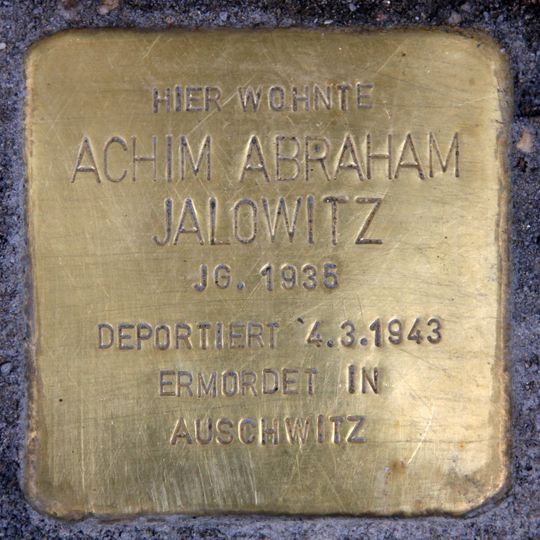 HIER WOHNTE
ACHIM ABRAHAM
JALOWITZ
JG. 1935
DEPORTIERT 4.3.1943
ERMORDET IN
AUSCHWITZ